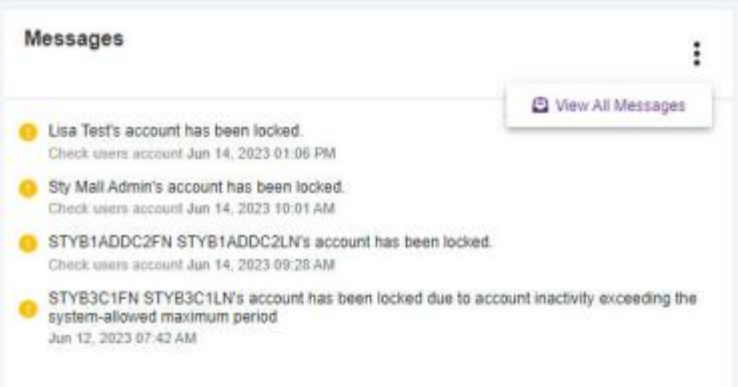 Messages
View All Messages
Lisa Test's account has been locked.
Check users account Jun 14, 2023 01:06 PM
Sty Mall Admin's account has been locked.
Check users account Jun 14, 2023 10:01 AM
STYB1ADDC2FN STYB1ADDC2LN's account has been locked.
Check users account Jun 14, 2023 09:28 AM
STYB3C1FN STYB3C1LN's account has been locked due to account inactivity exceeding the
system-allowed maximum period
Jun 12, 2023 07:42 AM